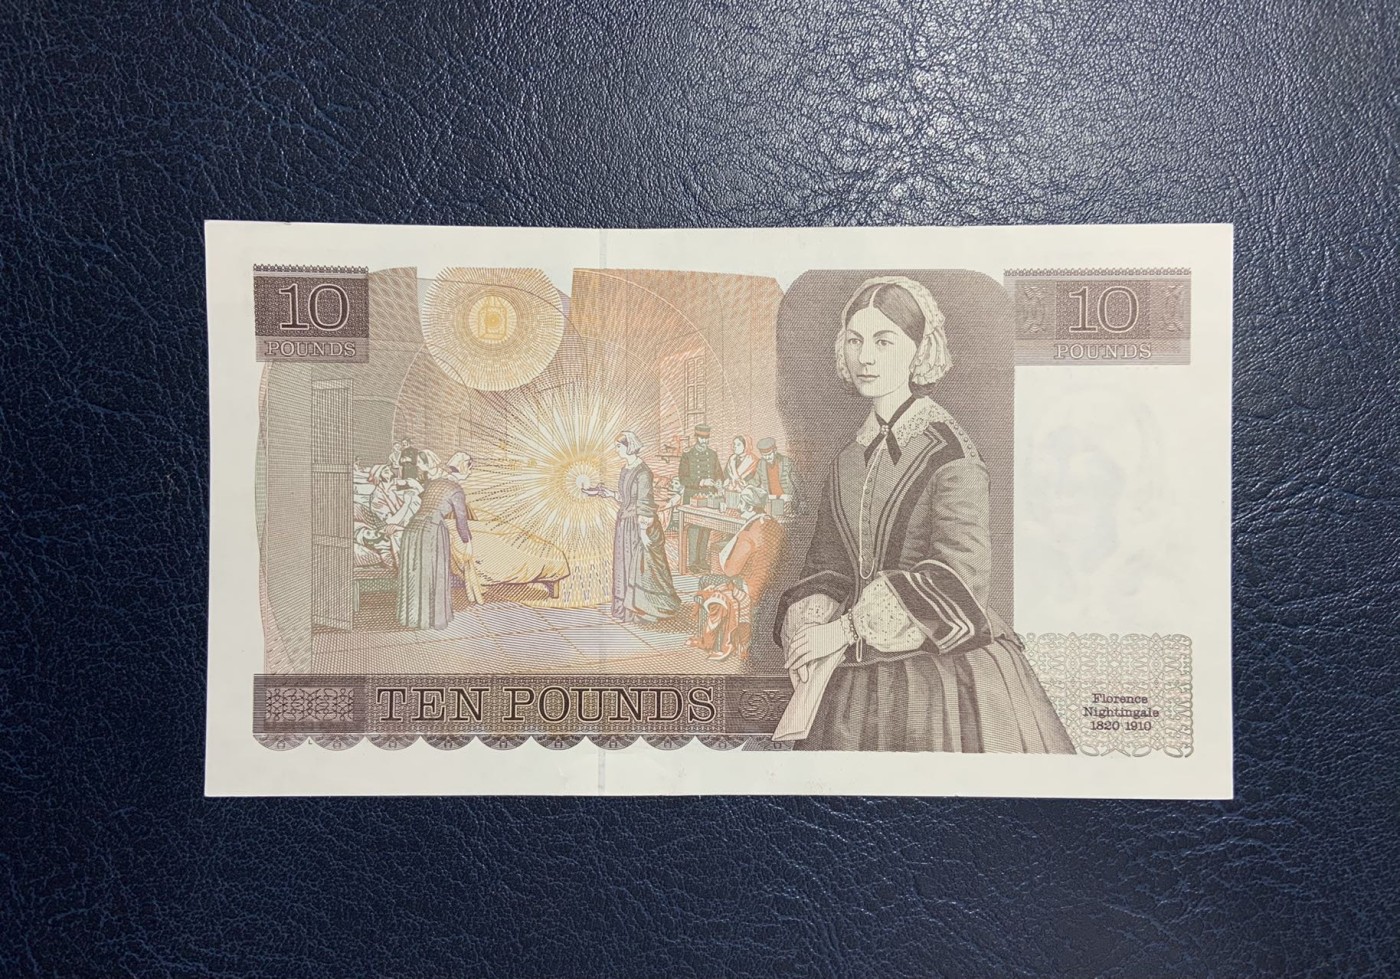 10
POUNDS
10
POUNDS
TEN POUNDS
Florence
Nightingale
1820 1910
L